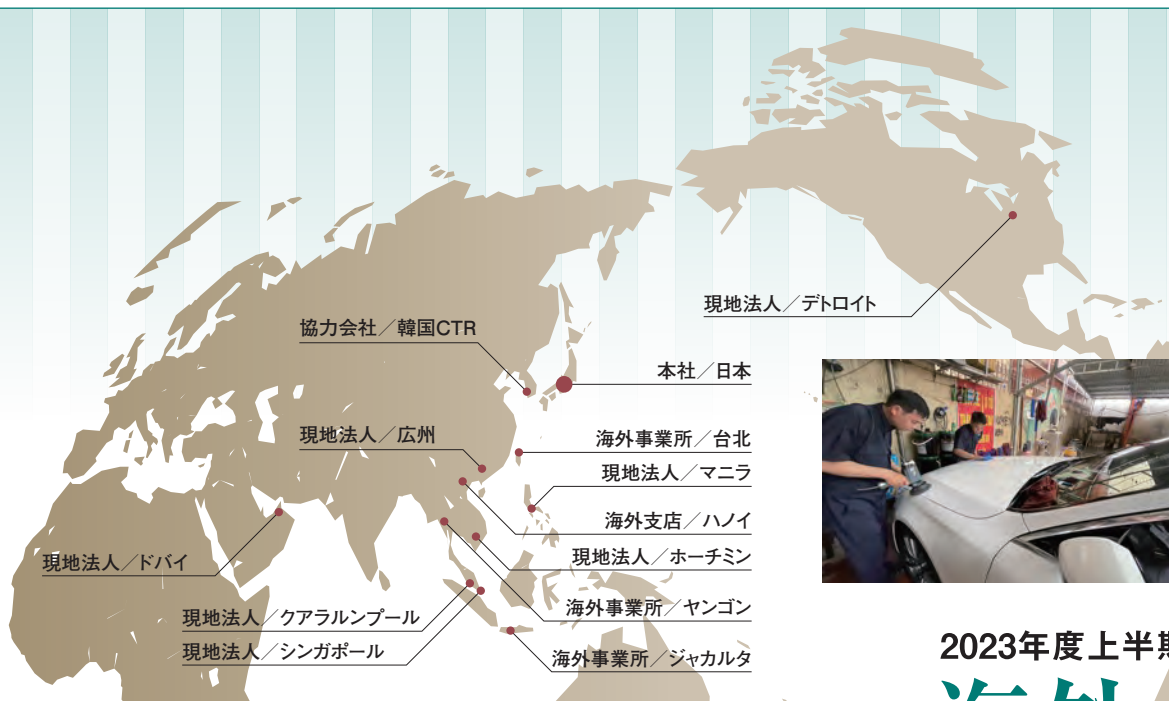 現地法人／デトロイト
協力会社／韓国CTR
本社／日本
現地法人／広州
海外事業所／台北
現地法人／マニラ
海外支店／ハノイ
現地法人／ホーチミン
現地法人／ドバイ
海外事業所／ヤンゴン
現地法人／クアラルンプール
現地法人／シンガポール
海外事業所／ジャカルタ
2023年度上半期
海外